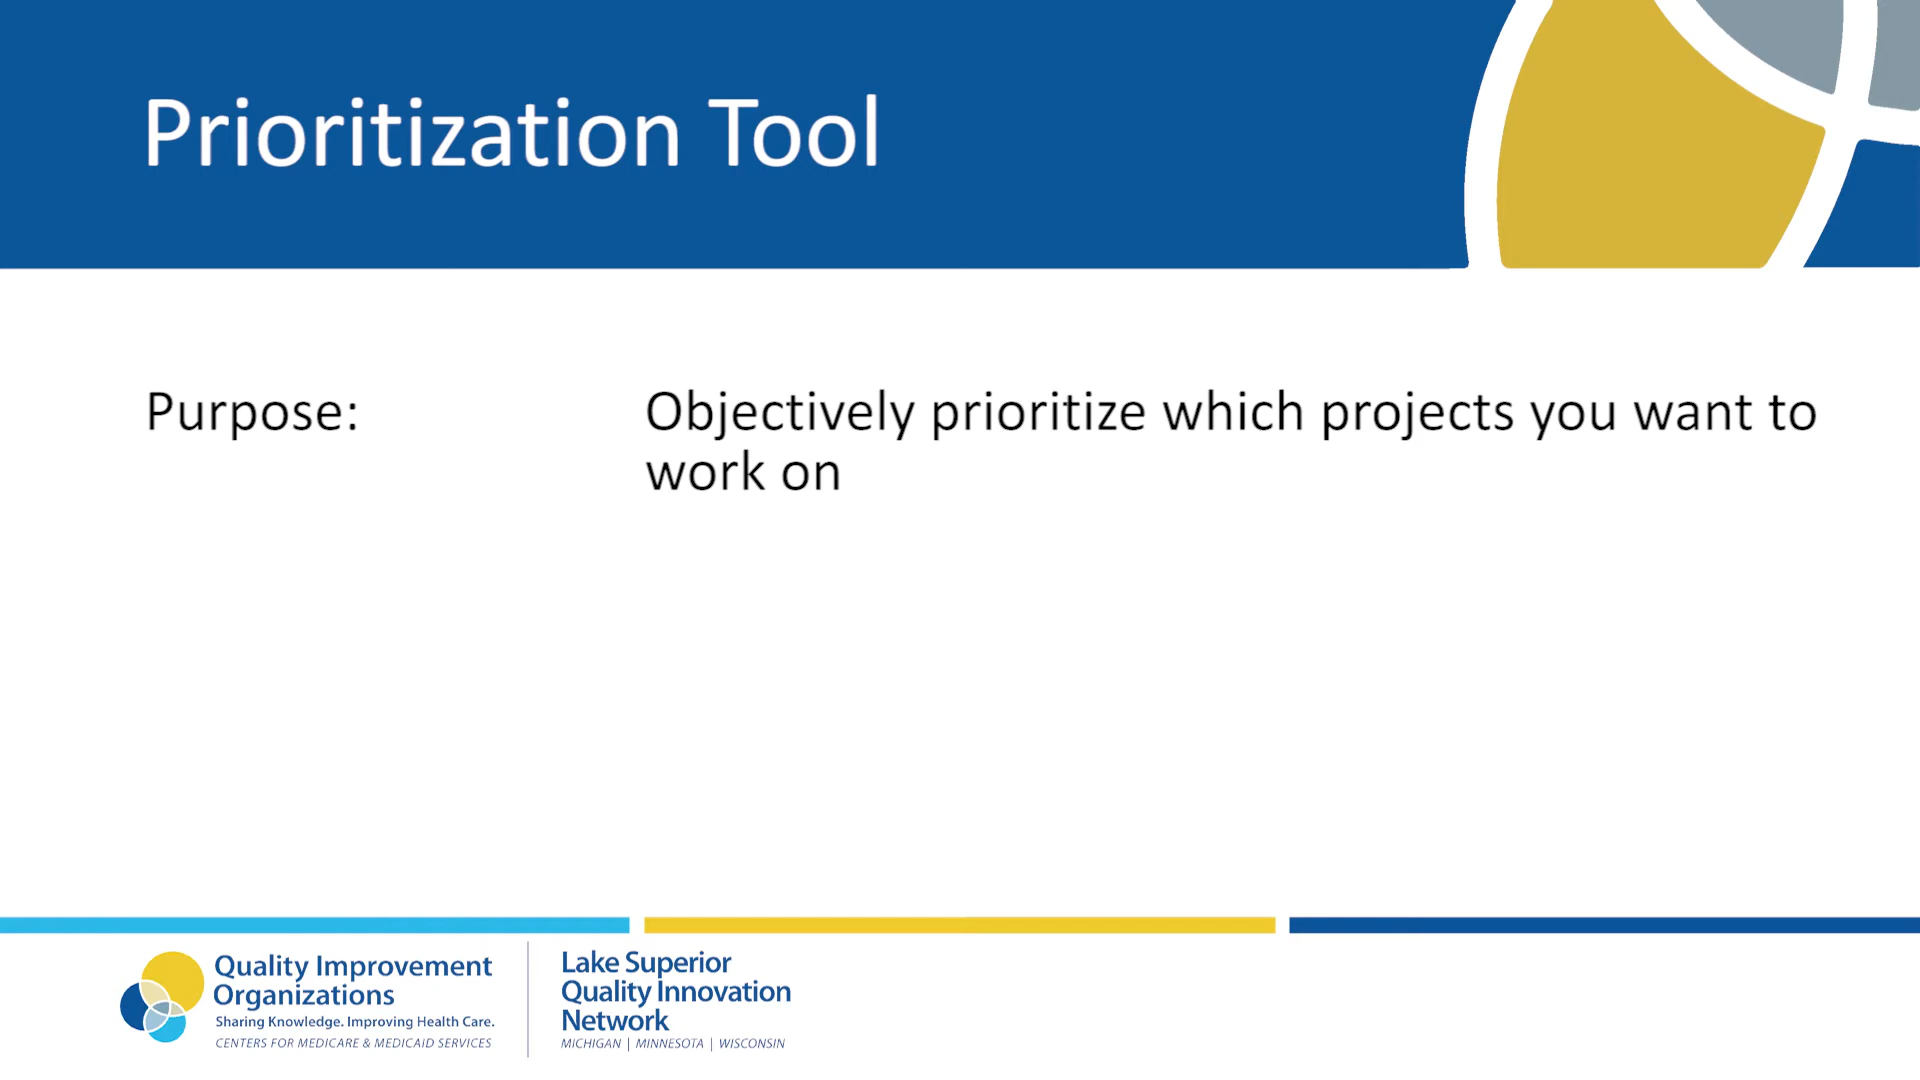 Prioritization Tool
Purpose:
Objectively prioritize which projects you want to
work on
Quality Improvement
Organizations
Sharing Knowledge. Improving Health Care.
CENTERS FOR MEDICARE & MEDICAID SERVICES
Lake Superior
Quality Innovation
Network
MICHIGAN | MINNESOTA | WISCONSIN